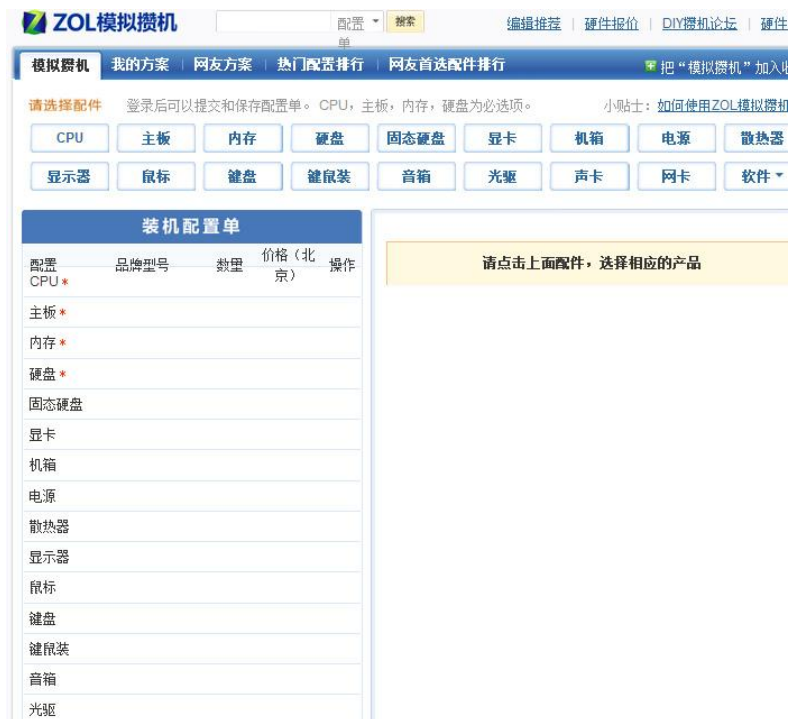 ZOL模拟攒机 配置单 搜索 编辑推荐 硬件报价 DIY攒机论坛 硬件
模拟攒机 我的方案 网友方案 热门配置排行 网友首选配件排行 把“模拟攒机”加入收
请选择配件 登录后可以提交和保存配置单。CPU，主板，内存，硬盘为必选项。 小贴士：如何使用ZOL模拟攒机
CPU 主板 内存 硬盘 固态硬盘 显卡 机箱 电源 散热器
显示器 鼠标 键盘 键鼠装 音箱 光驱 声卡 网卡 软件
装机配置单
配置 品牌型号 数量 价格（北京） 操作
请点击上面配件，选择相应的产品
CPU *
主板 *
内存 *
硬盘 *
固态硬盘
显卡
机箱
电源
散热器
显示器
鼠标
键盘
键鼠装
音箱
光驱